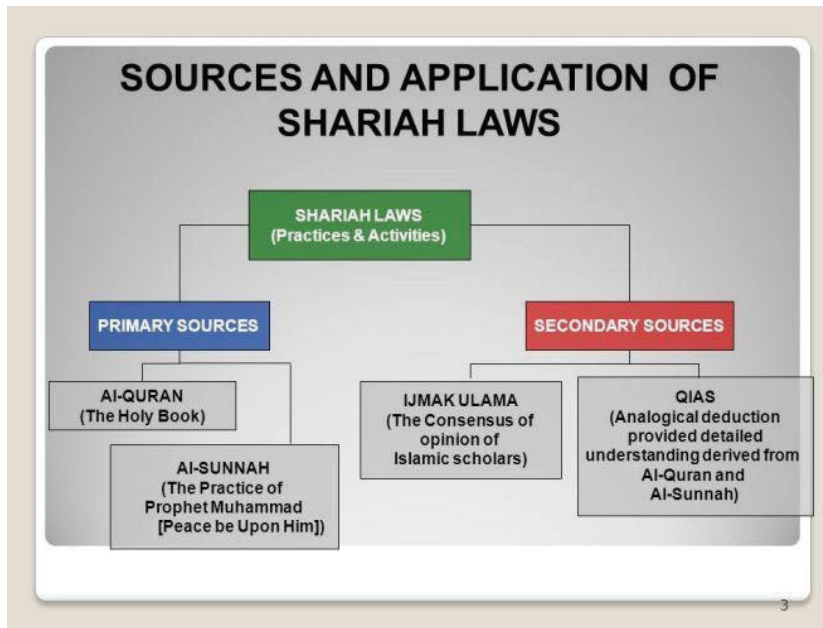 SOURCES AND APPLICATION OF
SHARIAH LAWS
SHARIAH LAWS
(Practices & Activities)
PRIMARY SOURCES
SECONDARY SOURCES
Al-QURAN
(The Holy Book)
Al-SUNNAH
(The Practice of
Prophet Muhammad
[Peace be Upon Him])
IJMAK ULAMA
(The Consensus of
opinion of
Islamic scholars)
QIAS
(Analogical deduction
provided detailed
understanding derived from
Al-Quran and
Al-Sunnah)
3